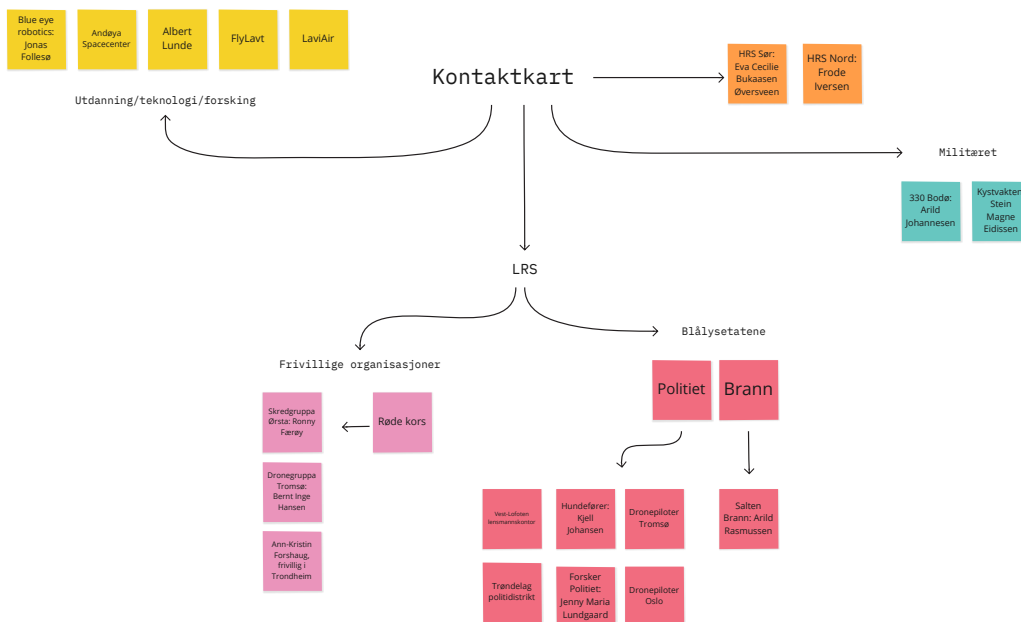 Blue eye
robotics:
Jonas
Follesø
Andøya
Spacecenter
Albert
Lunde
FlyLavt
LaviAir
Utdanning/teknologi/forsking
Kontaktkart
HRS Sør:
Eva Cecilie
Bukaasen
Øversveen
HRS Nord:
Frode
Iversen
Militæret
330 Bodø:
Arild
Johannesen
Kystvakten
Stein
Magne
Eidissen
LRS
Frivillige organisasjoner
Skredgruppa
Ørsta: Ronny
Færøy
Røde kors
Dronegruppa
Tromsø:
Bernt Inge
Hansen
Ann-Kristin
Forshaug,
frivillig i
Trondheim
Blålysetatene
Politiet
Brann
Vest-Lofoten
lensmannskontor
Hundefører:
Kjell
Johansen
Dronepiloter
Tromsø
Salten
Brann: Arild
Rasmussen
Trøndelag
politidistrikt
Forsker
Politiet:
Jenny Maria
Lundgaard
Dronepiloter
Oslo